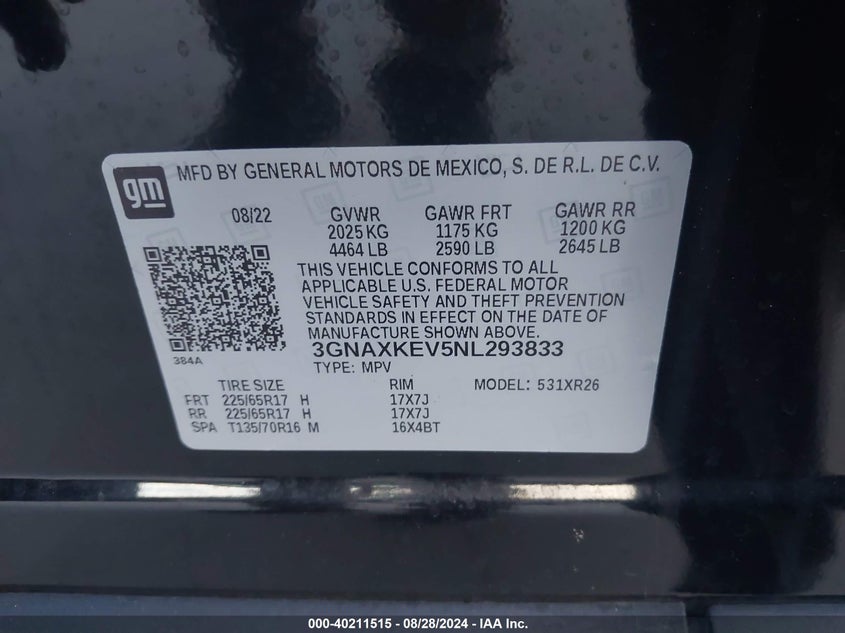 gm MFD BY GENERAL MOTORS DE MEXICO, S. DE R.L. DE C.V.
08/22 GVWR GAWR FRT GAWR RR
2025 KG 1175 KG 1200 KG
4464 LB 2590 LB 2645 LB
THIS VEHICLE CONFORMS TO ALL
APPLICABLE U.S. FEDERAL MOTOR
VEHICLE SAFETY AND THEFT PREVENTION
STANDARDS IN EFFECT ON THE DATE OF
MANUFACTURE SHOWN ABOVE.
384A
3GNAXKEV5NL293833
TYPE: MPV
TIRE SIZE RIM MODEL: 531XR26
FRT 225/65R17 H 17X7J
RR 225/65R17 H 17X7J
SPA T135/70R16 M 16X4BT
000-40211515 - 08/28/2024 - IAA Inc.